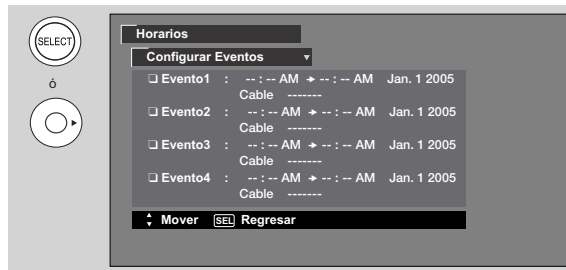 SELECT
ó
Horarios
Configurar Eventos ▼
❏ Evento1 : -- : -- AM ➔ -- : -- AM Jan. 1 2005
Cable -------
❏ Evento2 : -- : -- AM ➔ -- : -- AM Jan. 1 2005
Cable -------
❏ Evento3 : -- : -- AM ➔ -- : -- AM Jan. 1 2005
Cable -------
❏ Evento4 : -- : -- AM ➔ -- : -- AM Jan. 1 2005
Cable -------
Mover SEL Regresar